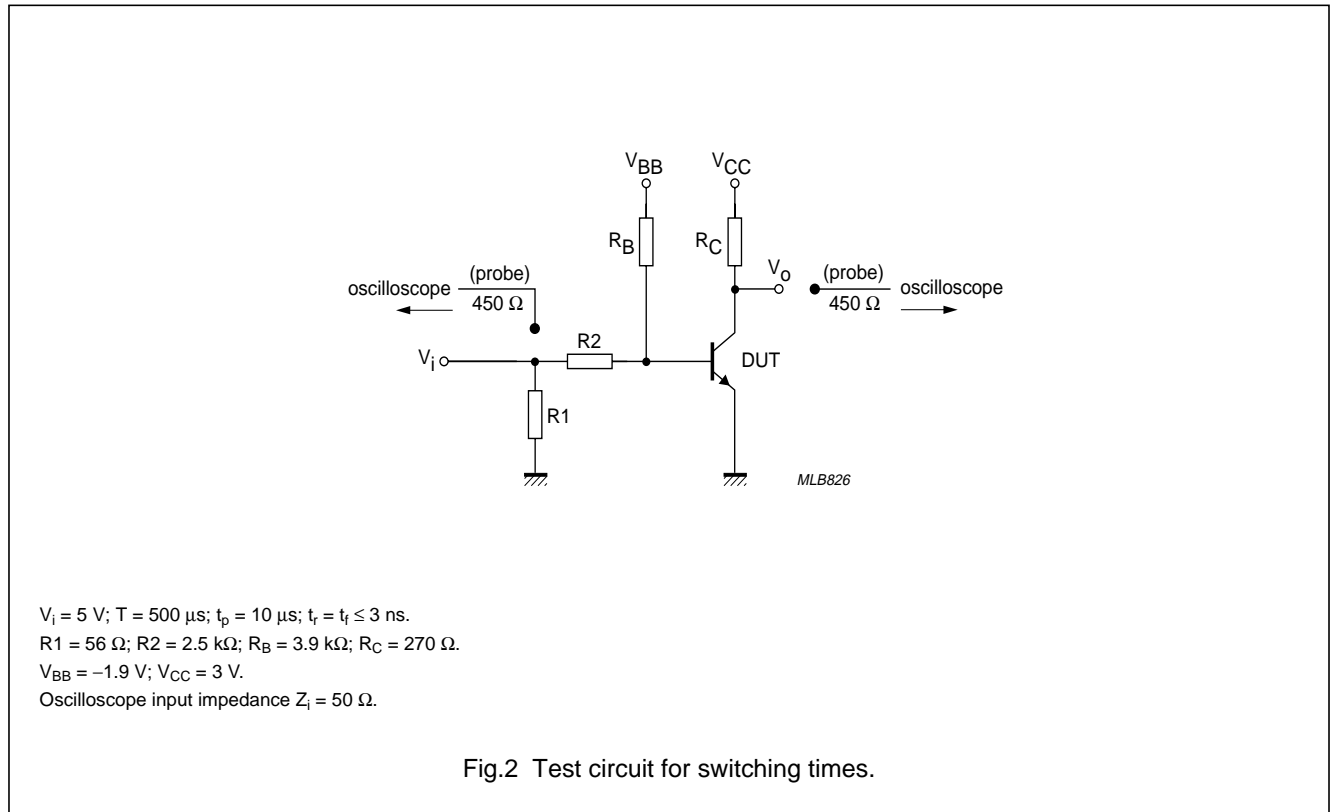 V_BB
V_CC
R_B
R_C
V_o
(probe)
450 Ω
oscilloscope
(probe)
450 Ω
oscilloscope
R2
V_i
DUT
R1
MLB826
V_i = 5 V; T = 500 μs; t_p = 10 μs; t_r = t_f ≤ 3 ns.
R1 = 56 Ω; R2 = 2.5 kΩ; R_B = 3.9 kΩ; R_C = 270 Ω.
V_BB = −1.9 V; V_CC = 3 V.
Oscilloscope input impedance Z_i = 50 Ω.
Fig.2 Test circuit for switching times.